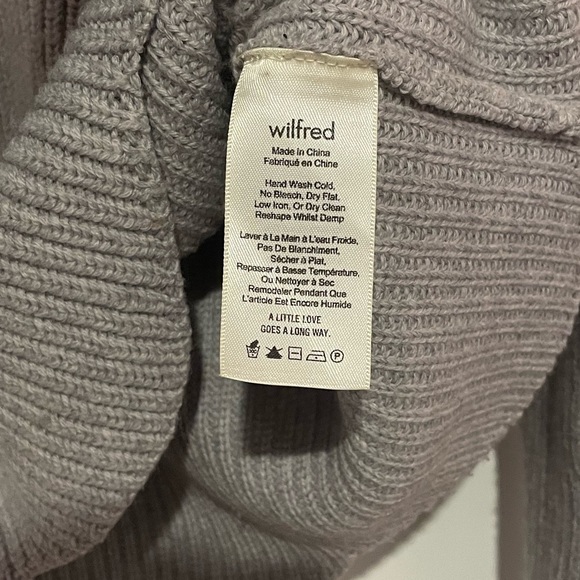 wilfred
Made in China
Fabriqué en Chine
Hand Wash Cold,
No Bleach, Dry Flat,
Low Iron, Or Dry Clean
Reshape Whilst Damp
Laver à La Main à L'eau Froide,
Pas De Blanchiment,
Sécher à Plat,
Repasser à Basse Température,
Ou Nettoyer à Sec
Remodeler Pendant Que
L'article Est Encore Humide
A LITTLE LOVE
GOES A LONG WAY.
P